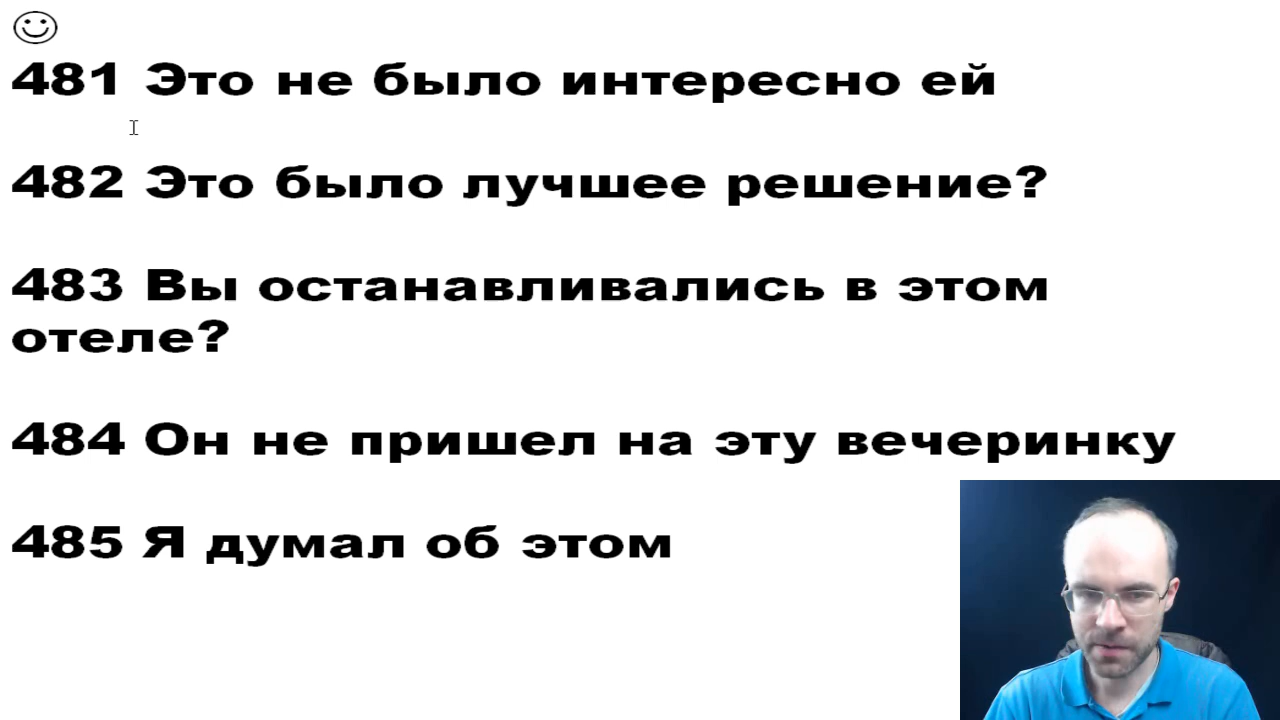 481 Это не было интересно ей
482 Это было лучшее решение?
483 Вы останавливались в этом
отеле?
484 Он не пришел на эту вечеринку
485 Я думал об этом